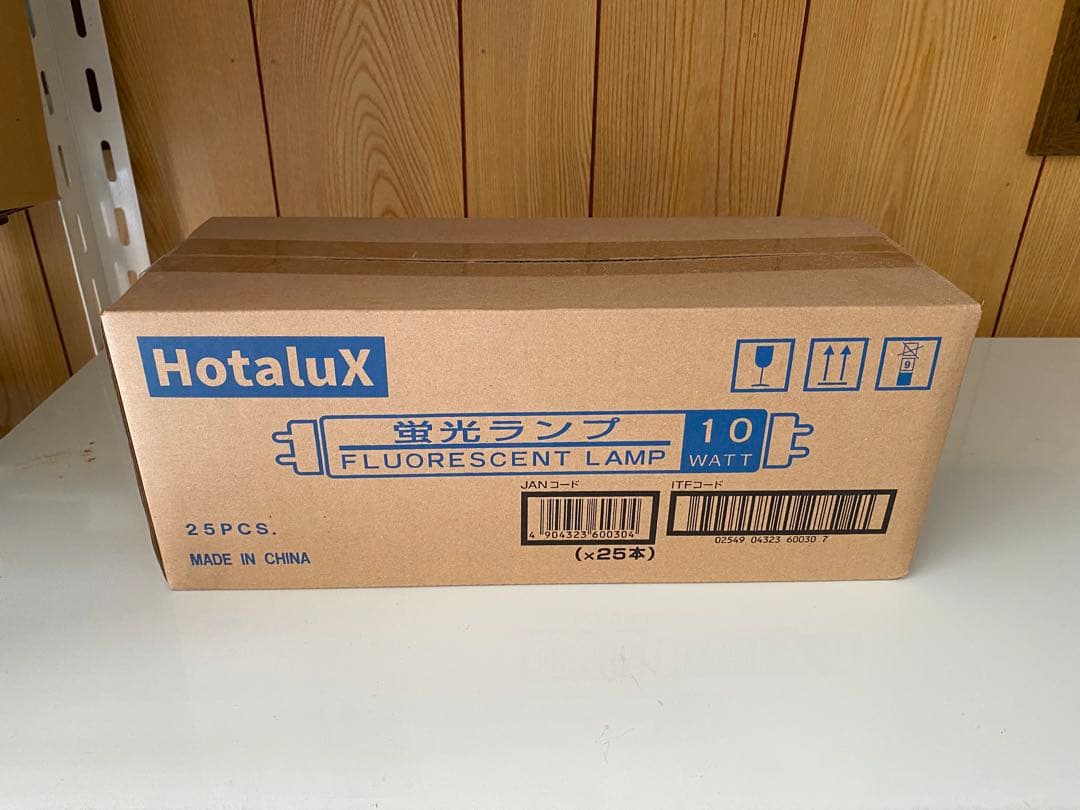 HotaluX
9
蛍光ランプ
FLUORESCENT LAMP
10
WATT
JANコード
ITFコード
4 904323 600304
02549 04323 60030 7
(×25本)
25PCS.
MADE IN CHINA